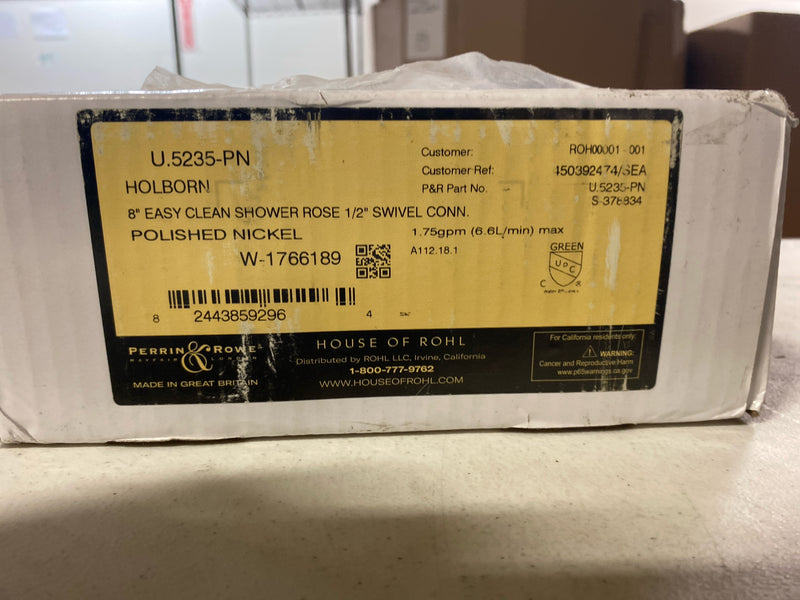 U.5235-PN
HOLBORN
8" EASY CLEAN SHOWER ROSE 1/2" SWIVEL CONN.
POLISHED NICKEL
W-1766189
Customer: ROH00001 - 001
Customer Ref: 450392474/SEA
P&R Part No. U.5235-PN
S-378834
1.75gpm (6.6L/min) max
A112.18.1
GREEN
UPC
C ®
8 2443859296 4
PERRIN & ROWE
MAYFAIR LONDON
MADE IN GREAT BRITAIN
HOUSE OF ROHL
Distributed by ROHL LLC, Irvine, California
1-800-777-9762
WWW.HOUSEOFROHL.COM
For California residents only.
WARNING:
Cancer and Reproductive Harm
www.p65warnings.ca.gov